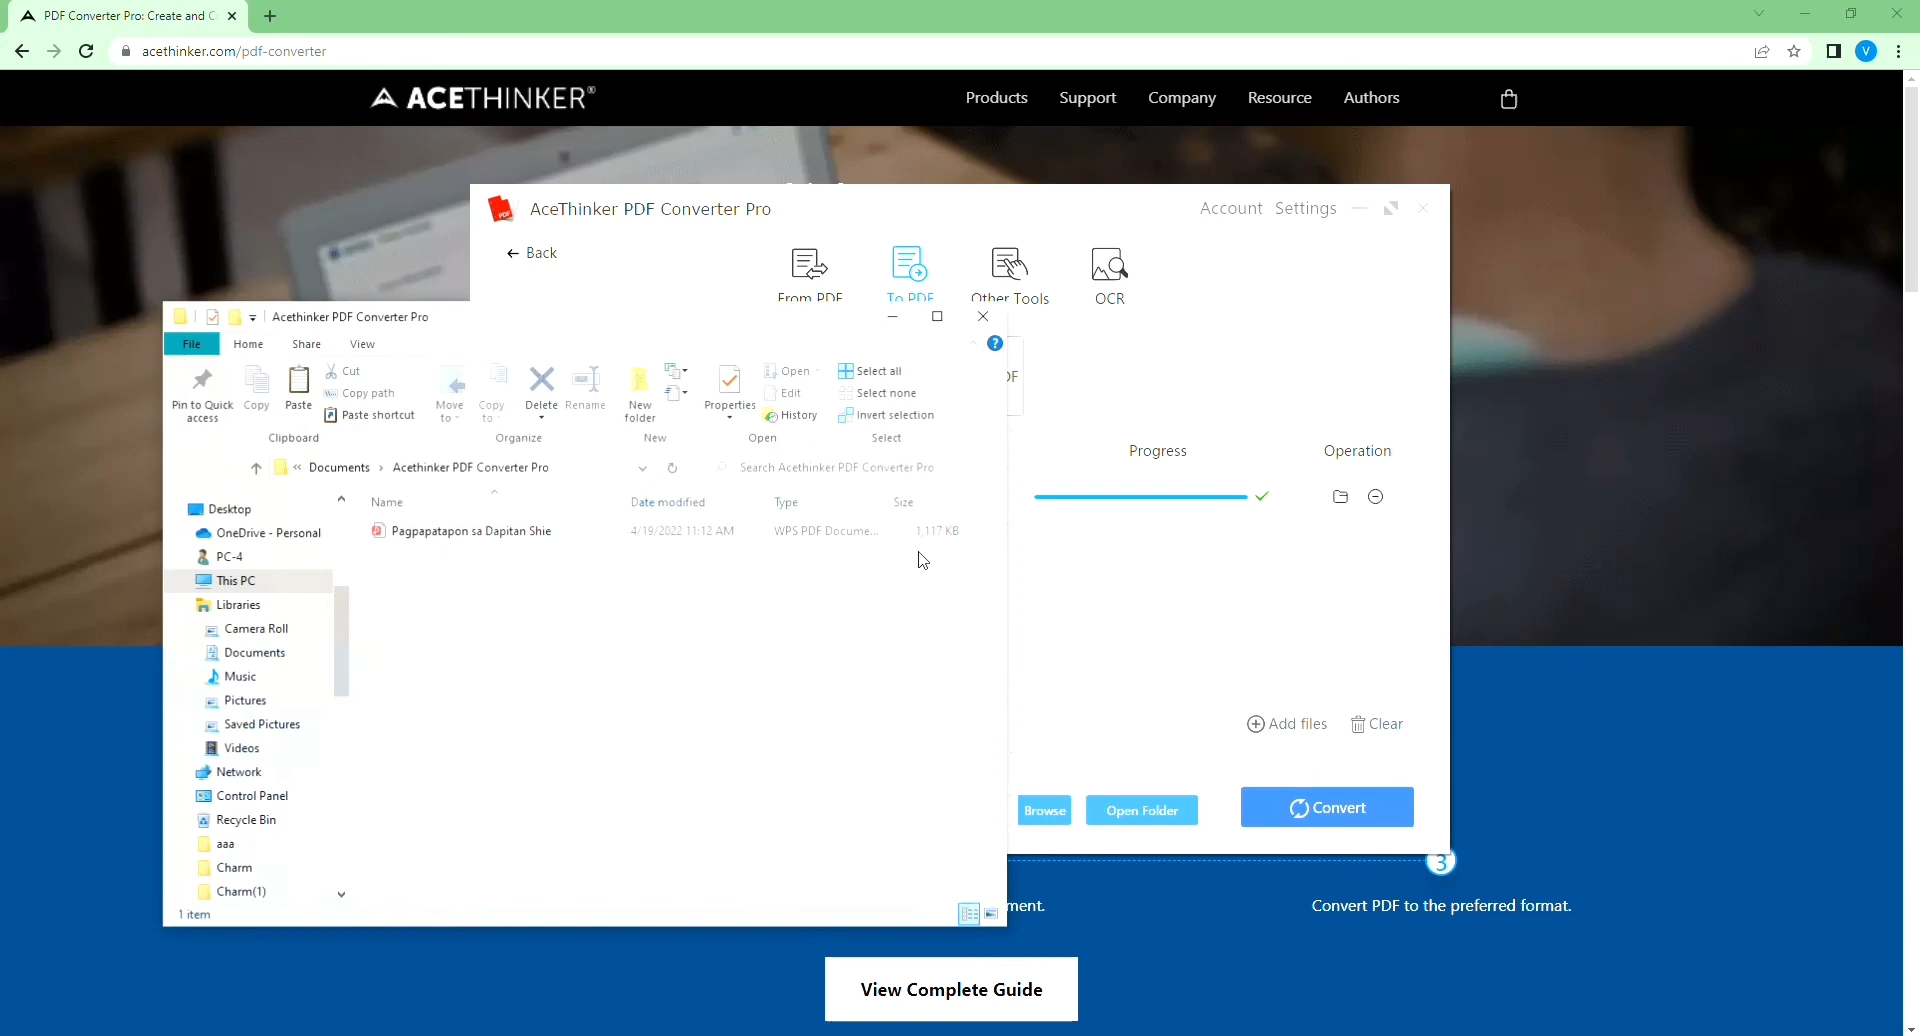 PDF Converter Pro: Create and C
acethinker.com/pdf-converter
V
ACETHINKER®
Products Support Company Resource Authors
AceThinker PDF Converter Pro
Account Settings
Back
From PDF To PDF Other Tools OCR
Acethinker PDF Converter Pro
File Home Share View
Pin to Quick access
Copy
Paste
Cut
Copy path
Paste shortcut
Clipboard
Move to
Copy to
Delete
Rename
Organize
New folder
New
Properties
Open
Edit
History
Open
Select all
Select none
Invert selection
Select
« Documents › Acethinker PDF Converter Pro
Search Acethinker PDF Converter Pro
Name Date modified Type Size
Pagpapatapon sa Dapitan Shie 4/19/2022 11:12 AM WPS PDF Docume... 1,117 KB
Desktop
OneDrive - Personal
PC-4
This PC
Libraries
Camera Roll
Documents
Music
Pictures
Saved Pictures
Videos
Network
Control Panel
Recycle Bin
aaa
Charm
Charm(1)
1 item
DF
Progress Operation
Add files Clear
Browse Open Folder Convert
3
ment.
Convert PDF to the preferred format.
View Complete Guide